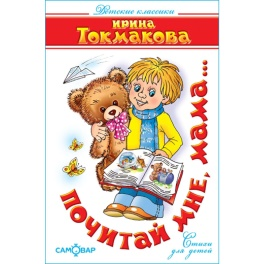 Детские классики
Ирина
Токмакова
почитай мне, мама...
Стихи
для детей
САМОВАР